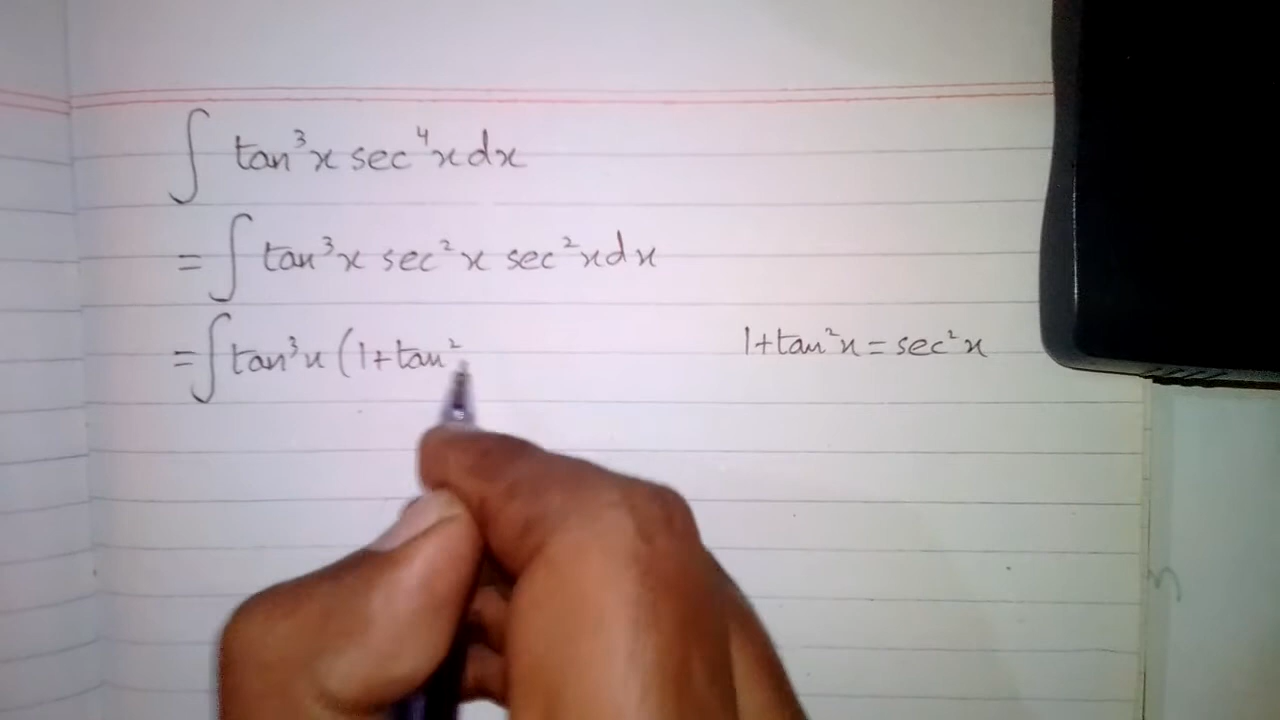 ∫ tan³x sec⁴x dx
= ∫ tan³x sec²x sec²x dx
= ∫ tan³x (1+tan²
1+tan²x = sec²x